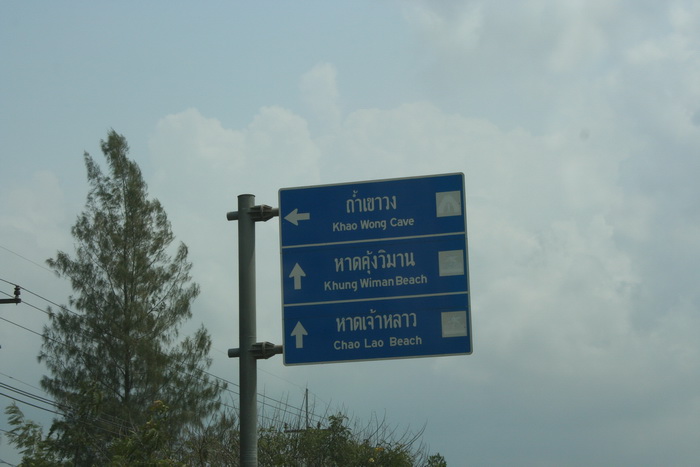 ถ้ำเขาวง
Khao Wong Cave
หาดคุ้งวิมาน
Khung Wiman Beach
หาดเจ้าหลาว
Chao Lao Beach